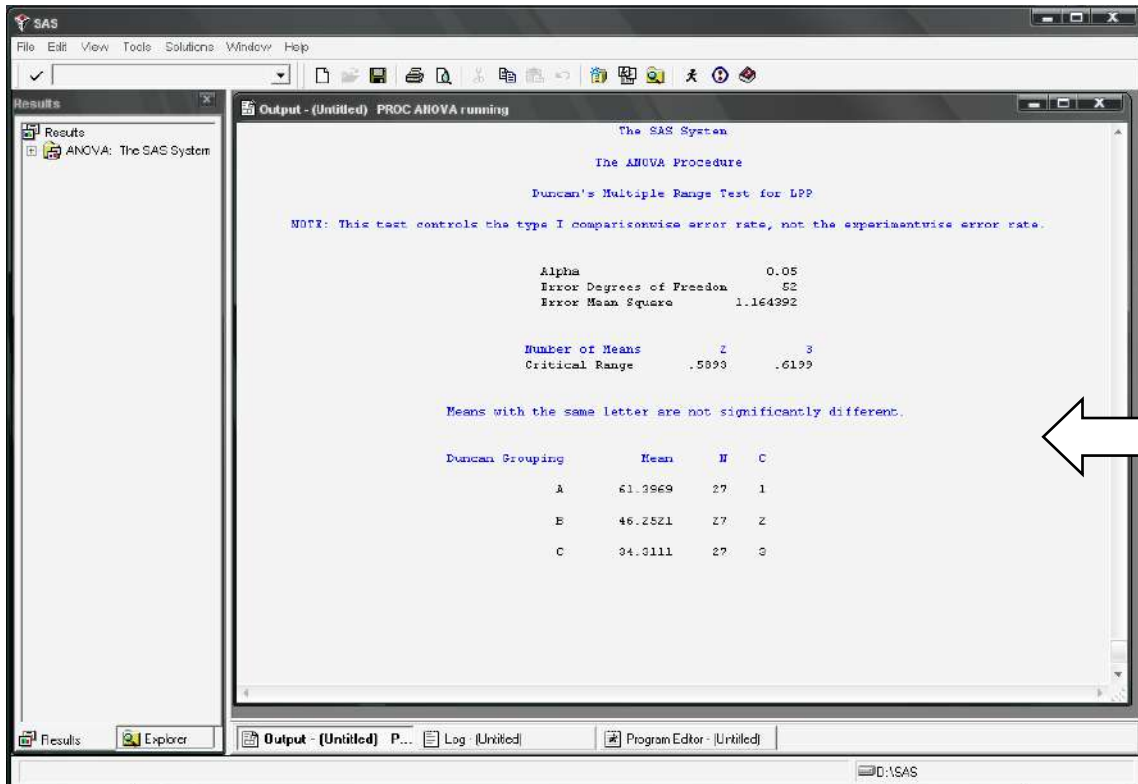 SAS
File Edit View Tools Solutions Window Help
Results
Results
ANOVA: The SAS System
Output - (Untitled) PROC ANOVA running
The SAS System
The ANOVA Procedure
Duncan's Multiple Range Test for LPP
NOTE: This test controls the type I comparisonwise error rate, not the experimentwise error rate.
Alpha 0.05
Error Degrees of Freedom 52
Error Mean Square 1.164392
Number of Means 2 3
Critical Range .5893 .6199
Means with the same letter are not significantly different.
Duncan Grouping Mean N C
A 61.3969 27 1
B 46.2521 27 2
C 34.3111 27 3
Results Explorer
Output - (Untitled) P... Log - (Untitled) Program Editor - (Untitled)
D:\SAS